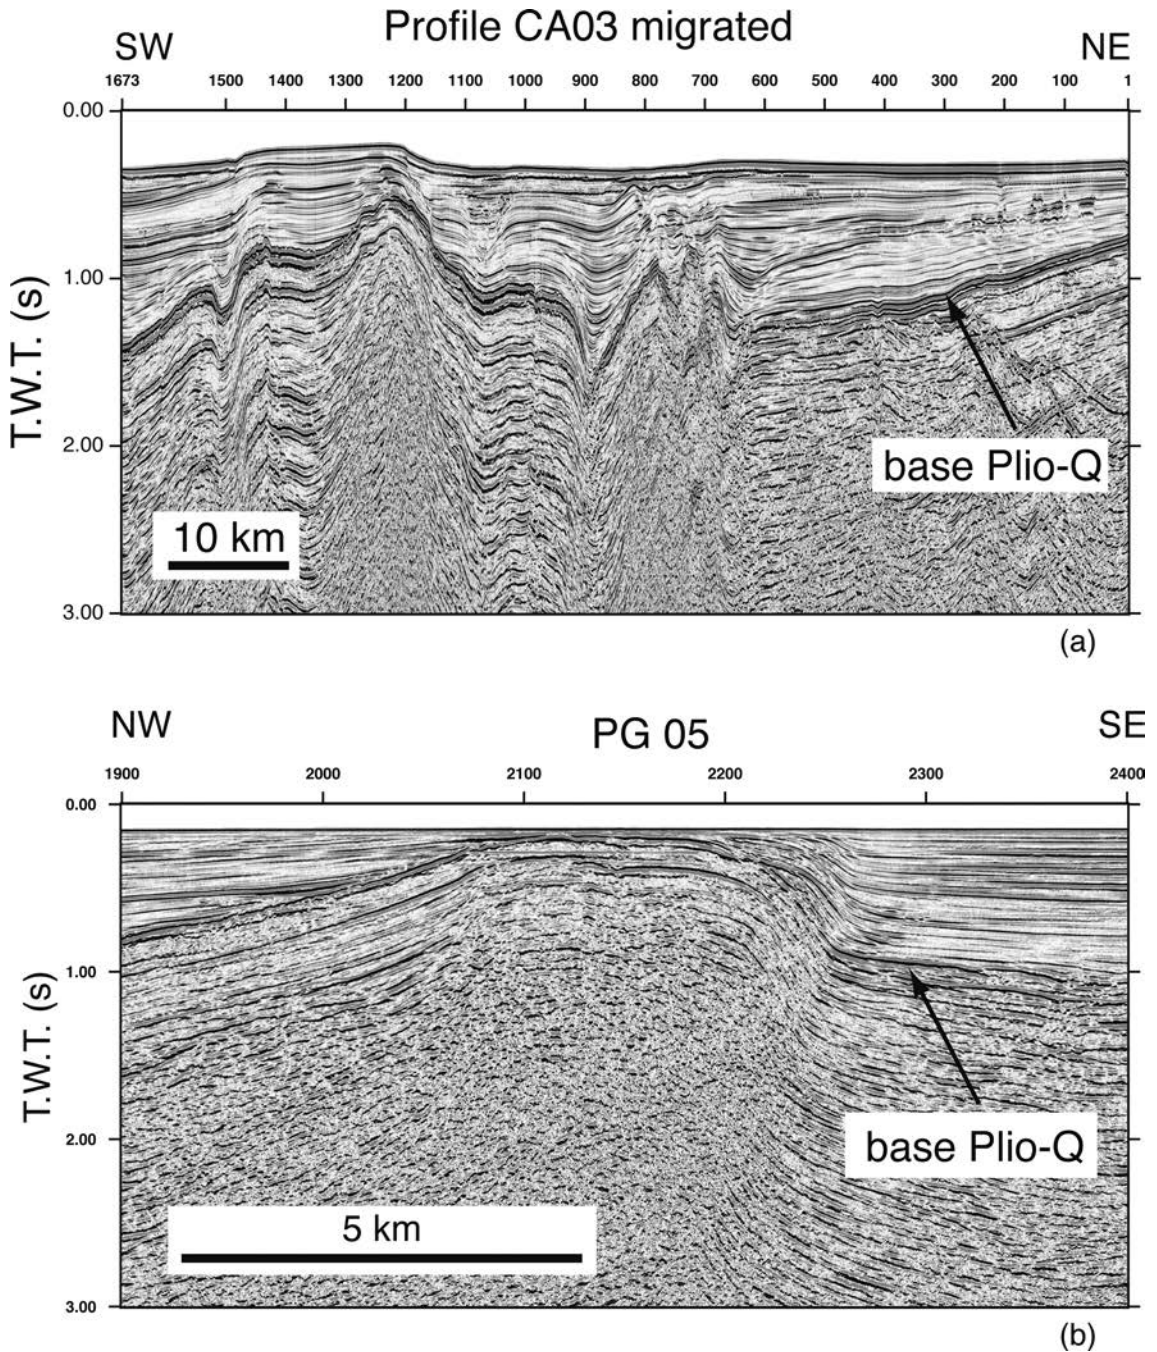 Profile CA03 migrated
SW NE
1673 1500 1400 1300 1200 1100 1000 900 800 700 600 500 400 300 200 100 1
0.00
1.00
T.W.T. (s)
2.00
base Plio-Q
10 km
3.00
(a)
NW PG 05 SE
1900 2000 2100 2200 2300 2400
0.00
1.00
T.W.T. (s)
2.00
base Plio-Q
5 km
3.00
(b)